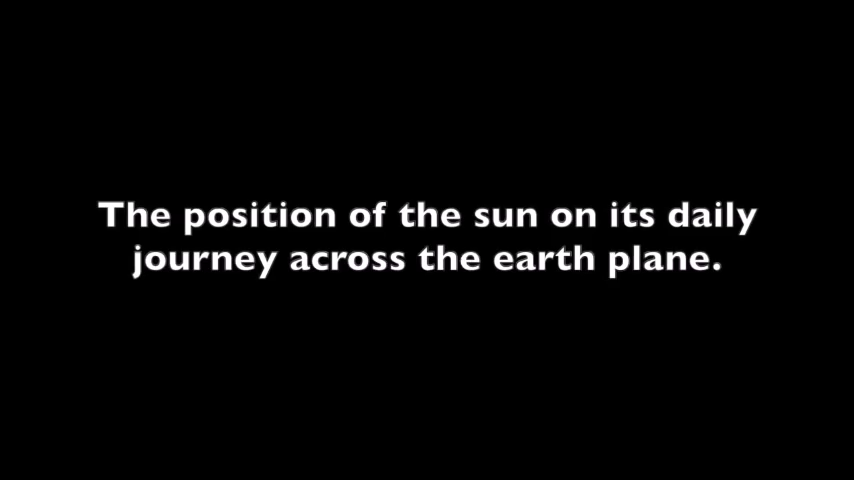 The position of the sun on its daily
journey across the earth plane.